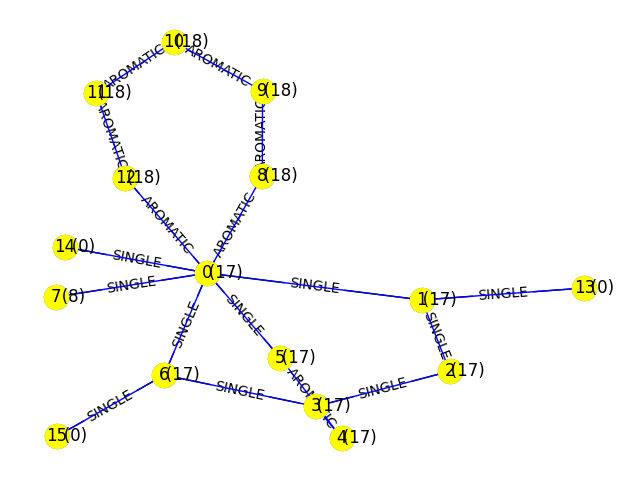 10(18)
AROMATIC
AROMATIC
11(18)
9(18)
AROMATIC
AROMATIC
12(18)
8(18)
AROMATIC
AROMATIC
14(0)
SINGLE
0(17)
7(8)
SINGLE
SINGLE
13(0)
SINGLE
1(17)
SINGLE
SINGLE
SINGLE
5(17)
2(17)
6(17)
AROMATIC
SINGLE
SINGLE
SINGLE
3(17)
15(0)
4(17)